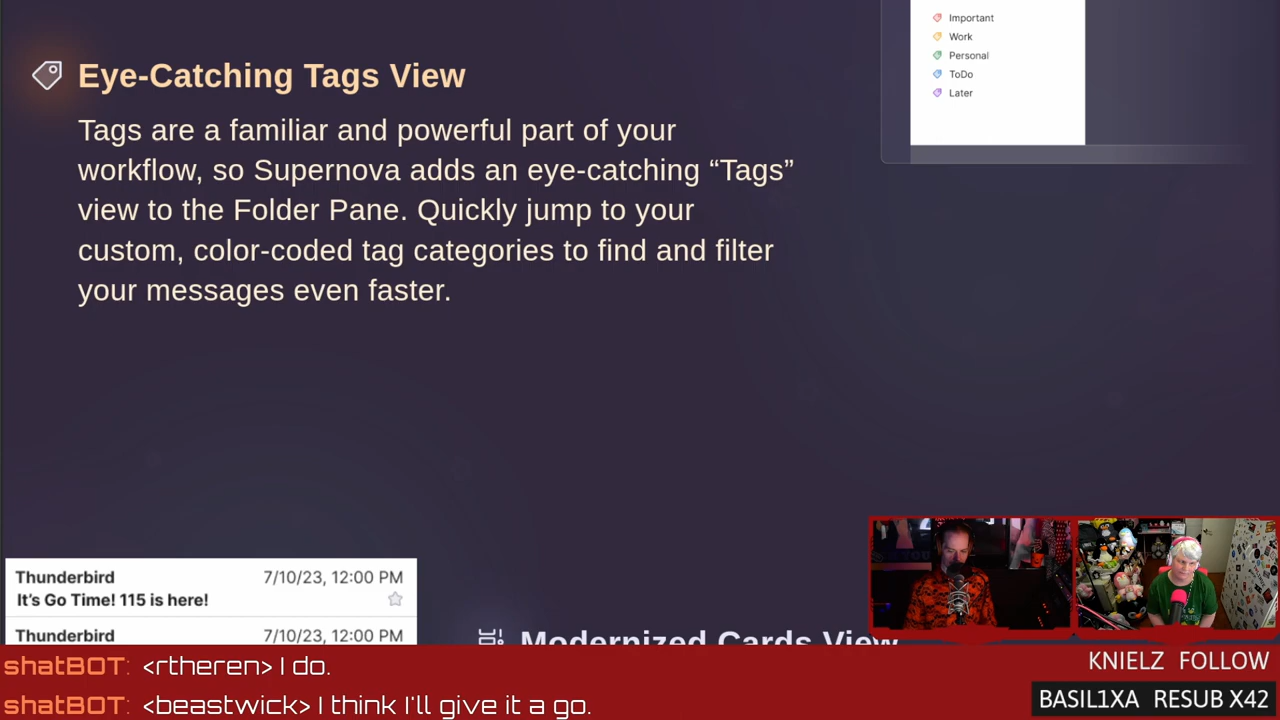 Important
Work
Personal
ToDo
Later
Eye-Catching Tags View
Tags are a familiar and powerful part of your
workflow, so Supernova adds an eye-catching “Tags”
view to the Folder Pane. Quickly jump to your
custom, color-coded tag categories to find and filter
your messages even faster.
Thunderbird 7/10/23, 12:00 PM
It's Go Time! 115 is here!
Thunderbird 7/10/23, 12:00 PM
Modernized Cards View
shatBOT: <rtheren> I do.
shatBOT: <beastwick> I think I'll give it a go.
KNIELZ FOLLOW
BASIL1XA RESUB X42